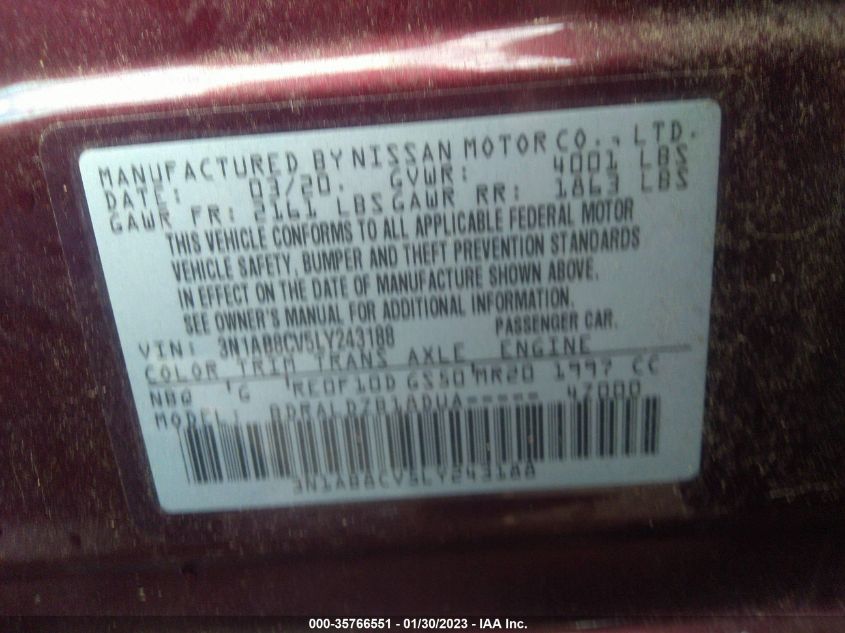 MANUFACTURED BY NISSAN MOTOR CO., LTD.
DATE: 03/20. GVWR: 4001 LBS
GAWR FR: 2161 LBS GAWR RR: 1863 LBS
THIS VEHICLE CONFORMS TO ALL APPLICABLE FEDERAL MOTOR
VEHICLE SAFETY, BUMPER AND THEFT PREVENTION STANDARDS
IN EFFECT ON THE DATE OF MANUFACTURE SHOWN ABOVE.
SEE OWNER'S MANUAL FOR ADDITIONAL INFORMATION.
VIN: 3N1AB8CV5LY243188 PASSENGER CAR.
COLOR TRIM TRANS AXLE ENGINE
NBQ 'G 'RE0F10D GS50'MR20 1997 CC
MODEL: BDRALDZB1ADUA----- 47000
3N1AB8CV5LY243188
000-35766551 - 01/30/2023 - IAA Inc.